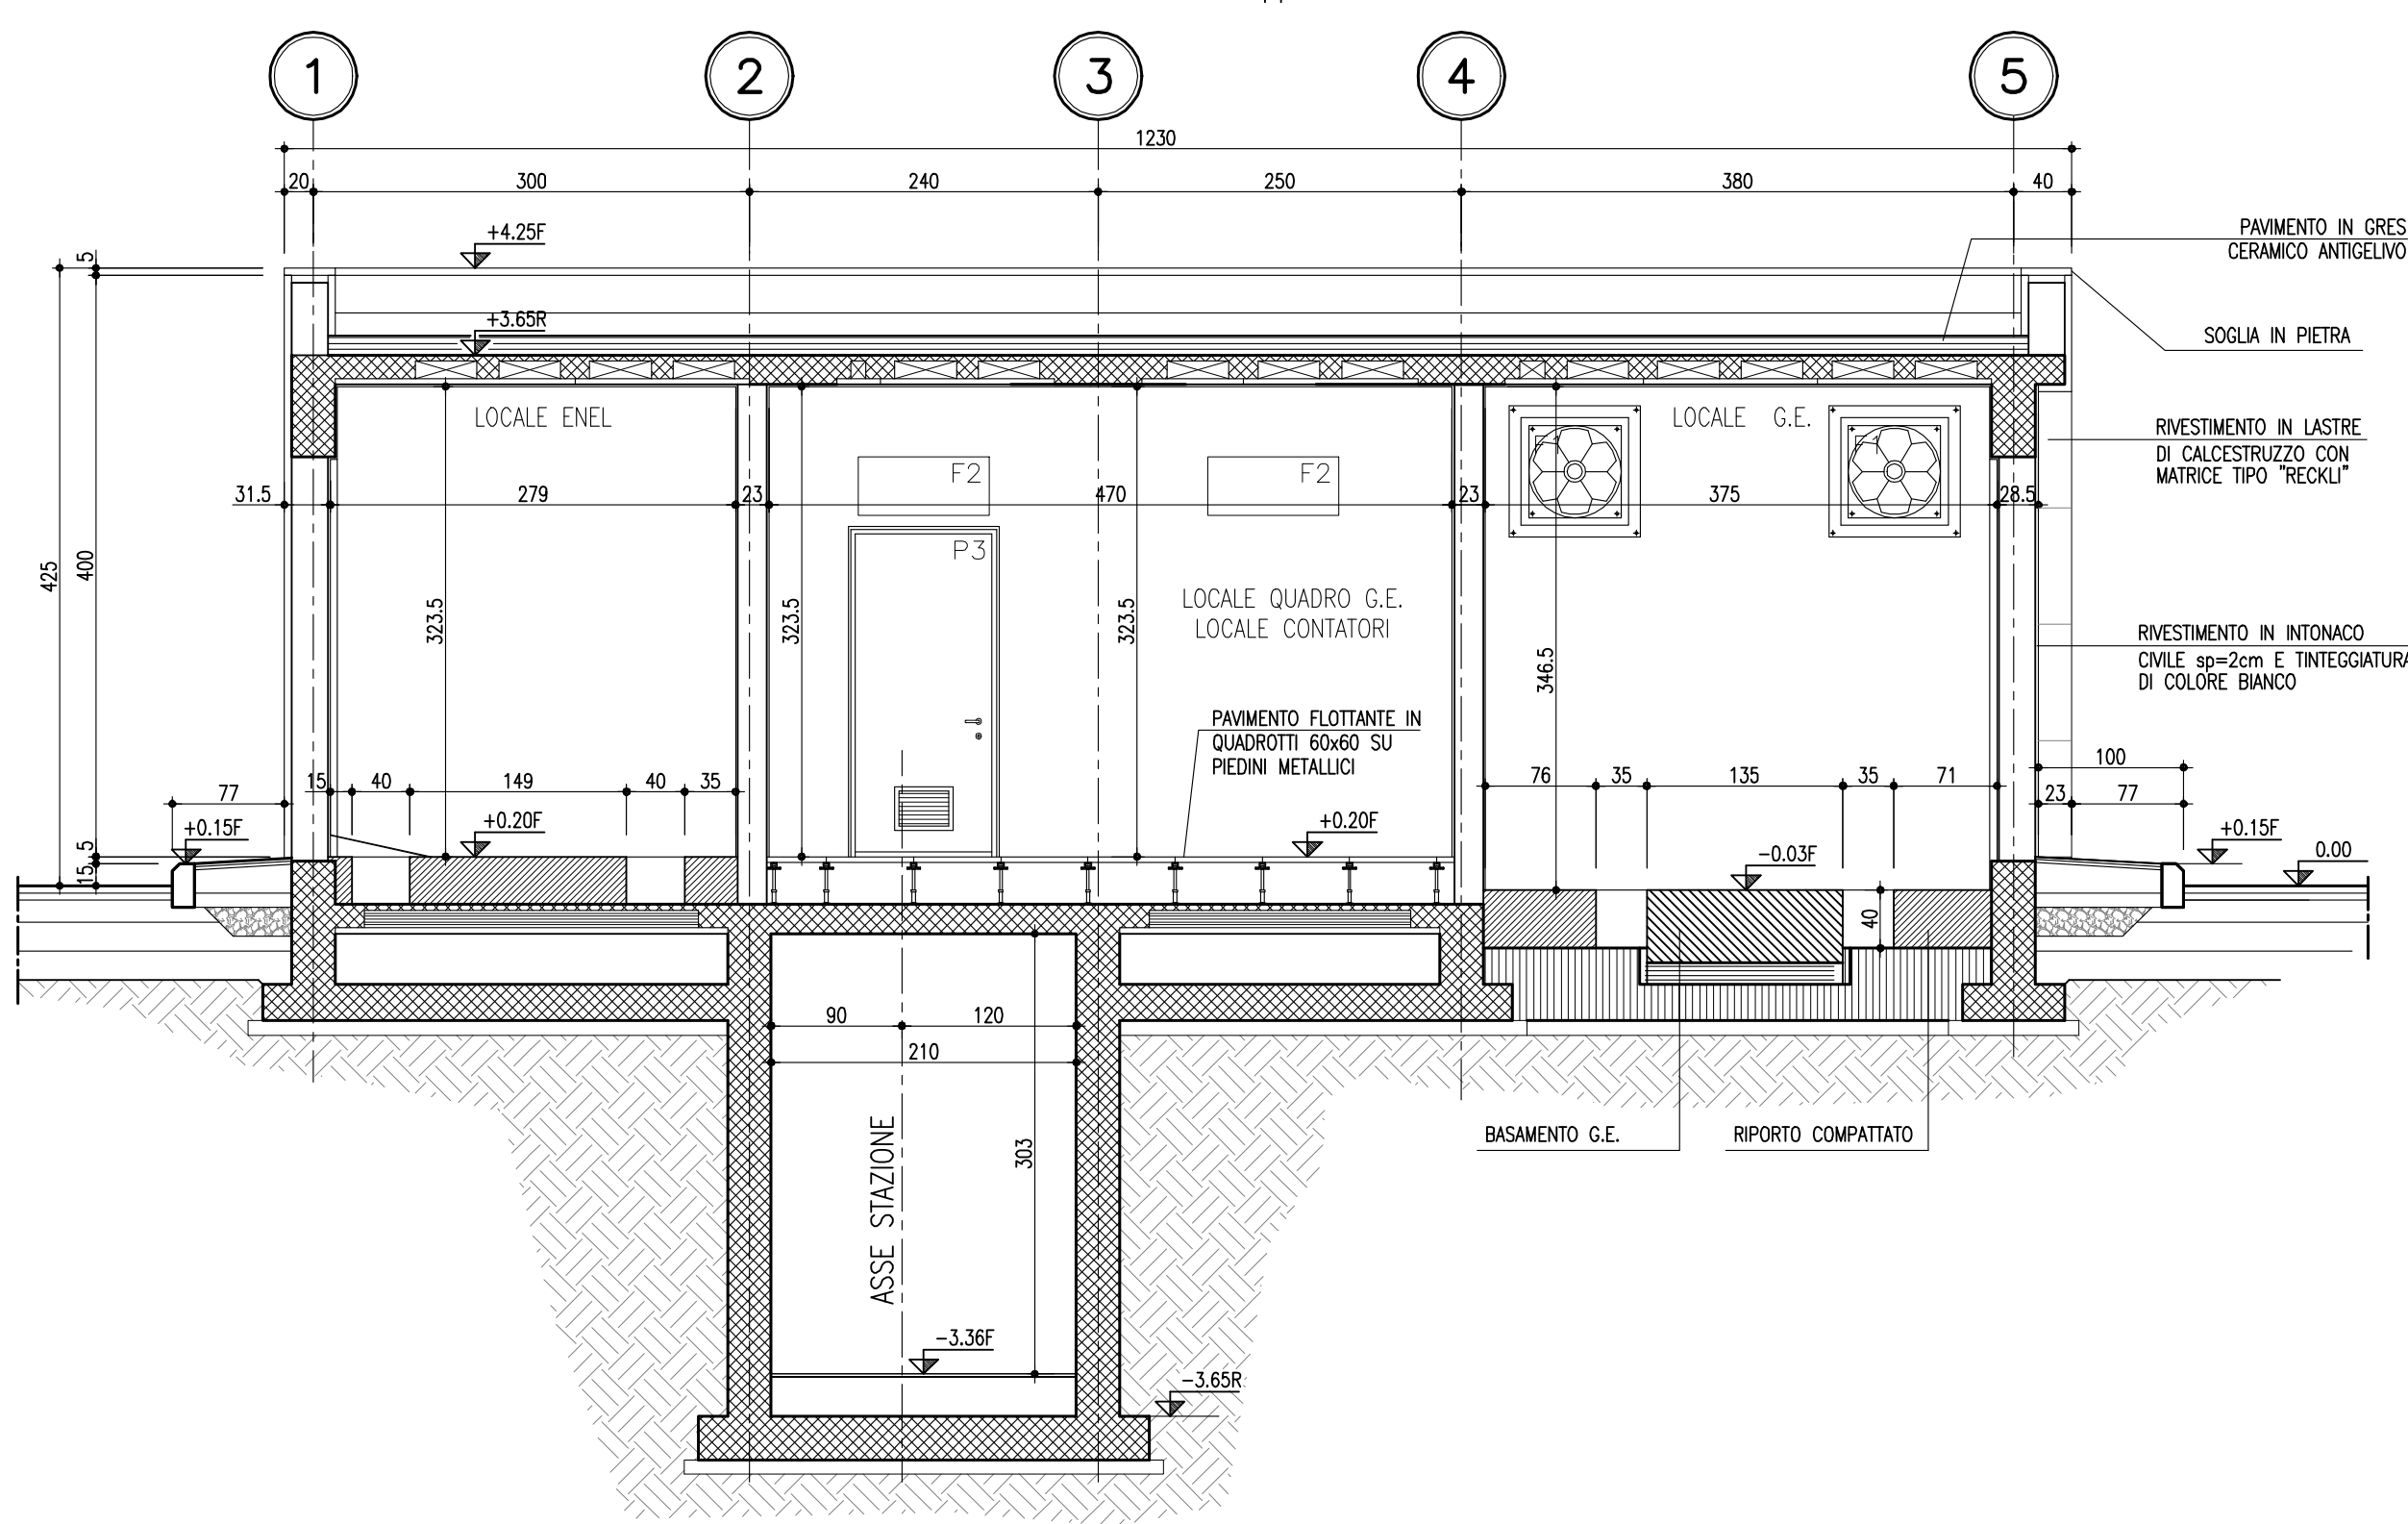 1 2 3 4 5
1230
20 300 240 250 380 40
+4.25F
5
PAVIMENTO IN GRES
CERAMICO ANTIGELIVO
+3.65R
SOGLIA IN PIETRA
LOCALE ENEL
LOCALE G.E.
F2 F2
RIVESTIMENTO IN LASTRE
DI CALCESTRUZZO CON
MATRICE TIPO "RECKLI"
31.5 279 23 470 23 375 28.5
P3
425
400
323.5
323.5
323.5
346.5
LOCALE QUADRO G.E.
LOCALE CONTATORI
RIVESTIMENTO IN INTONACO
CIVILE sp=2cm E TINTEGGIATURA
DI COLORE BIANCO
PAVIMENTO FLOTTANTE IN
QUADROTTI 60x60 SU
PIEDINI METALLICI
100
77
15 40 149 40 35
76 35 135 35 71
23 77
+0.15F
+0.20F
+0.20F
+0.15F
0.00
5
15
-0.03F
40
90 120
210
ASSE STAZIONE
303
BASAMENTO G.E.
RIPORTO COMPATTATO
-3.36F
-3.65R